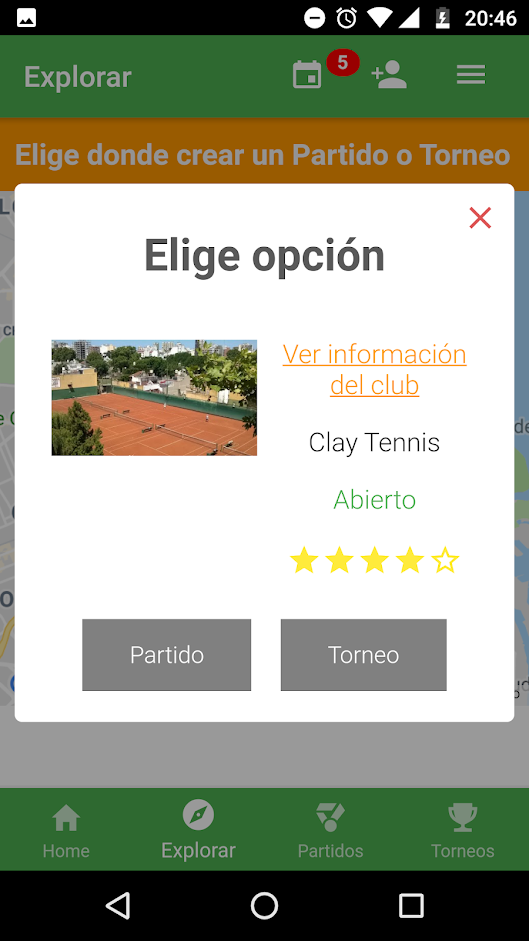 20:46
Explorar
5
Elige donde crear un Partido o Torneo
Elige opción
Ver información
del club
Clay Tennis
Abierto
Partido
Torneo
Home
Explorar
Partidos
Torneos